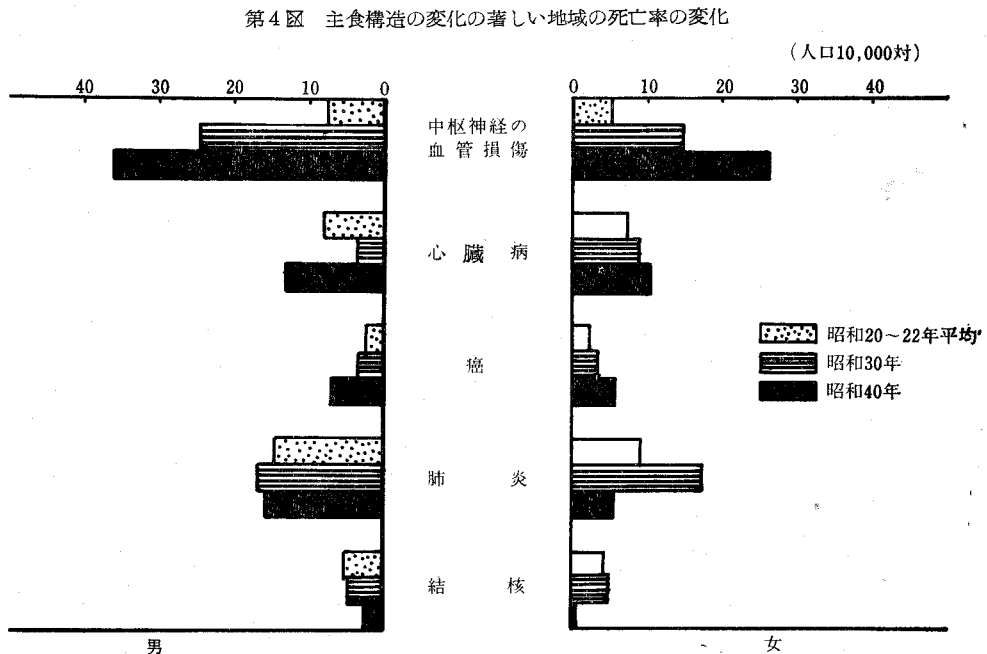 第4図 主食構造の変化の著しい地域の死亡率の変化
(人口10,000対)
40 30 20 10 0
0 10 20 30 40
中枢神経の
血管損傷
心臓病
癌
肺炎
結核
昭和20~22年平均
昭和30年
昭和40年
男
女